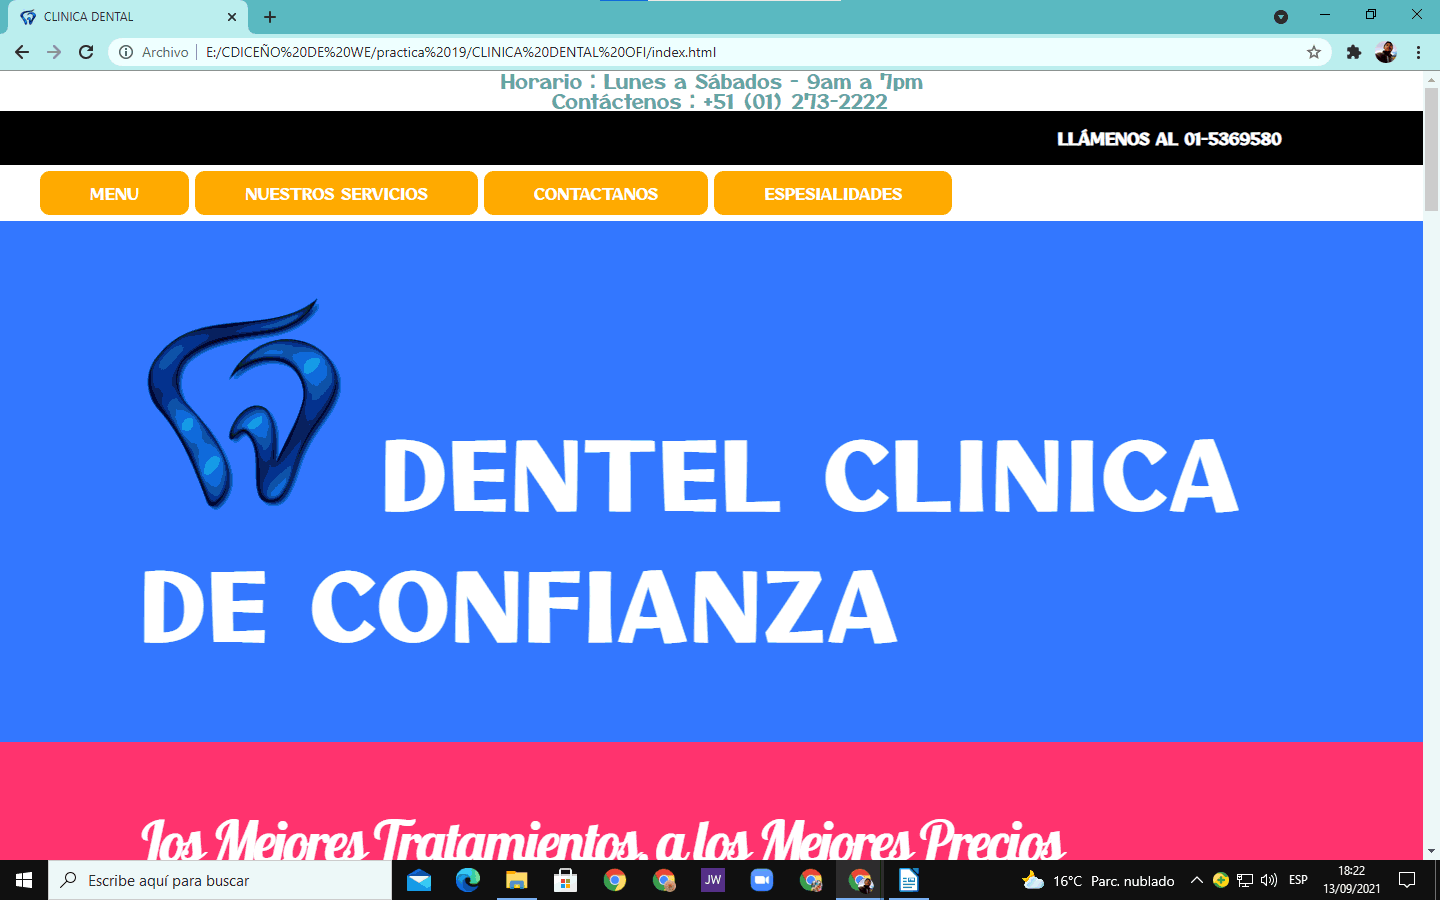 CLINICA DENTAL
Archivo | E:/CDICEÑO%20DE%20WE/practica%2019/CLINICA%20DENTAL%20OFI/index.html
Horario : Lunes a Sábados - 9am a 7pm
Contáctenos : +51 (01) 273-2222
LLÁMENOS AL 01-5369580
MENU
NUESTROS SERVICIOS
CONTACTANOS
ESPESIALIDADES
DENTEL CLINICA
DE CONFIANZA
los Mejores Tratamientos, a los Mejores Precios
Escribe aquí para buscar
JW
16°C Parc. nublado
ESP
18:22
13/09/2021